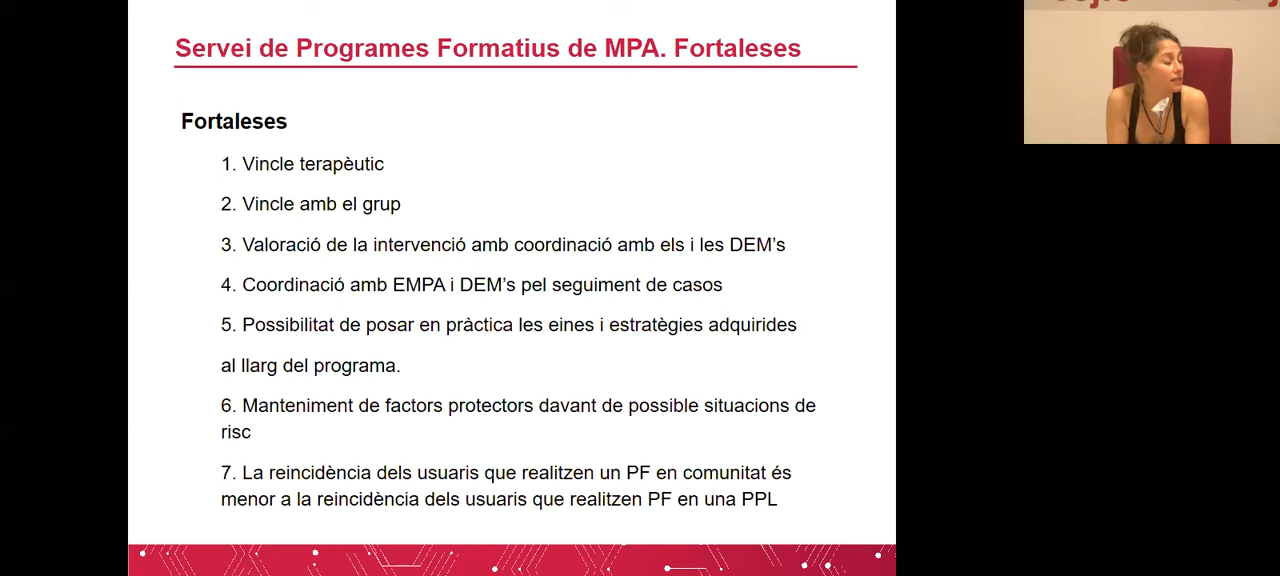 Servei de Programes Formatius de MPA. Fortaleses
Fortaleses
1. Vincle terapèutic
2. Vincle amb el grup
3. Valoració de la intervenció amb coordinació amb els i les DEM’s
4. Coordinació amb EMPA i DEM’s pel seguiment de casos
5. Possibilitat de posar en pràctica les eines i estratègies adquirides
al llarg del programa.
6. Manteniment de factors protectors davant de possible situacions de
risc
7. La reincidència dels usuaris que realitzen un PF en comunitat és
menor a la reincidència dels usuaris que realitzen PF en una PPL